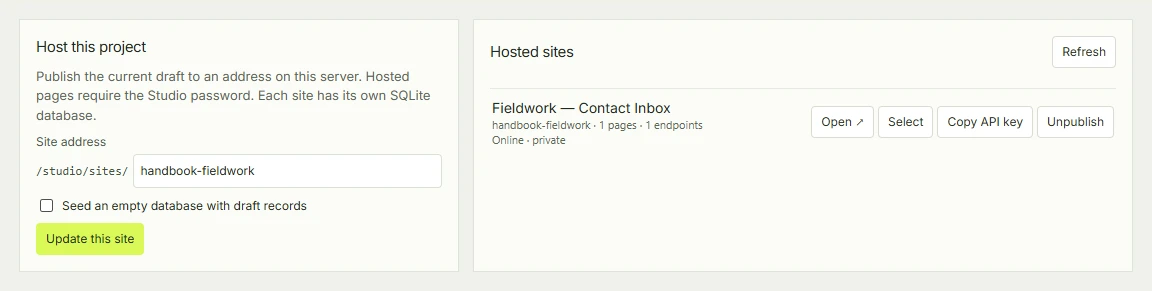 Host this project
Publish the current draft to an address on this server. Hosted
pages require the Studio password. Each site has its own SQLite
database.
Site address
/studio/sites/ handbook-fieldwork
Seed an empty database with draft records
Update this site
Hosted sites
Refresh
Fieldwork — Contact Inbox
handbook-fieldwork · 1 pages · 1 endpoints
Online · private
Open ↗
Select
Copy API key
Unpublish